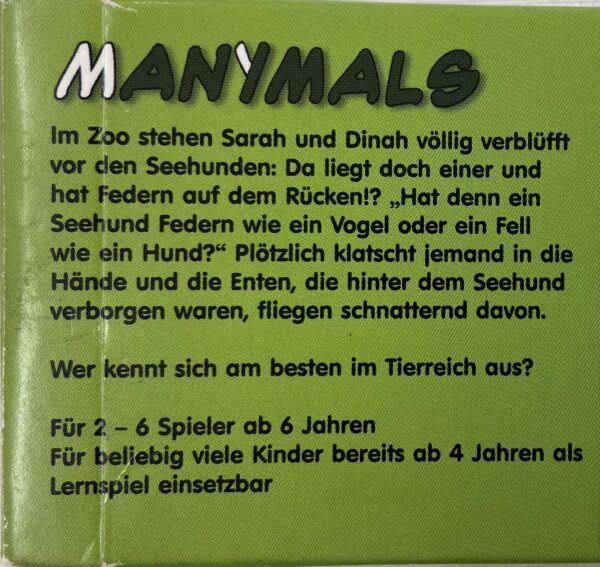 MANYMALS
Im Zoo stehen Sarah und Dinah völlig verblüfft
vor den Seehunden: Da liegt doch einer und
hat Federn auf dem Rücken!? „Hat denn ein
Seehund Federn wie ein Vogel oder ein Fell
wie ein Hund?“ Plötzlich klatscht jemand in die
Hände und die Enten, die hinter dem Seehund
verborgen waren, fliegen schnatternd davon.
Wer kennt sich am besten im Tierreich aus?
Für 2 – 6 Spieler ab 6 Jahren
Für beliebig viele Kinder bereits ab 4 Jahren als
Lernspiel einsetzbar